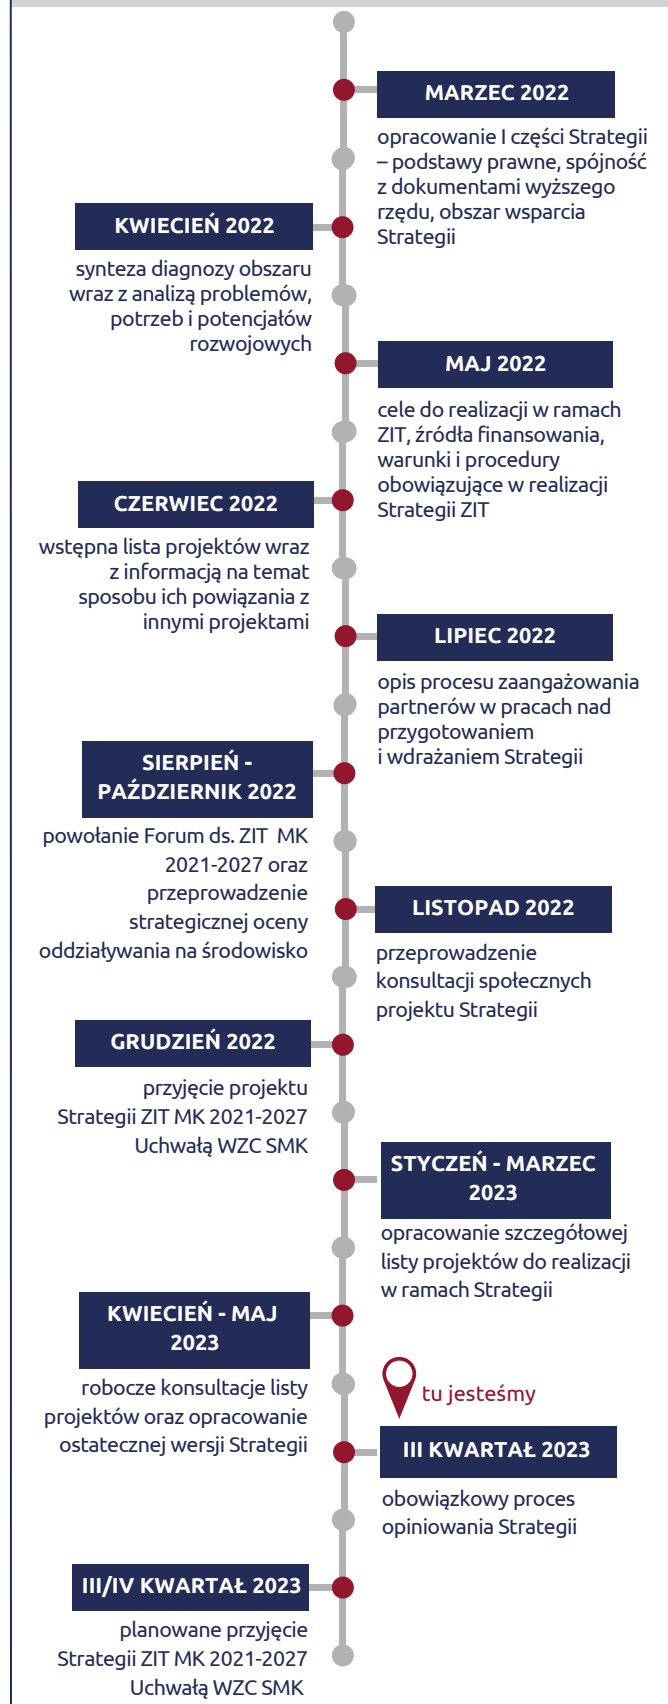 MARZEC 2022
opracowanie I części Strategii
– podstawy prawne, spójność
z dokumentami wyższego
rzędu, obszar wsparcia
Strategii
KWIECIEŃ 2022
synteza diagnozy obszaru
wraz z analizą problemów,
potrzeb i potencjałów
rozwojowych
MAJ 2022
cele do realizacji w ramach
ZIT, źródła finansowania,
warunki i procedury
obowiązujące w realizacji
Strategii ZIT
CZERWIEC 2022
wstępna lista projektów wraz
z informacją na temat
sposobu ich powiązania z
innymi projektami
LIPIEC 2022
opis procesu zaangażowania
partnerów w pracach nad
przygotowaniem
i wdrażaniem Strategii
SIERPIEŃ -
PAŹDZIERNIK 2022
powołanie Forum ds. ZIT MK
2021-2027 oraz
przeprowadzenie
strategicznej oceny
oddziaływania na środowisko
LISTOPAD 2022
przeprowadzenie
konsultacji społecznych
projektu Strategii
GRUDZIEŃ 2022
przyjęcie projektu
Strategii ZIT MK 2021-2027
Uchwałą WZC SMK
STYCZEŃ - MARZEC
2023
opracowanie szczegółowej
listy projektów do realizacji
w ramach Strategii
KWIECIEŃ - MAJ
2023
robocze konsultacje listy
projektów oraz opracowanie
ostatecznej wersji Strategii
tu jesteśmy
III KWARTAŁ 2023
obowiązkowy proces
opiniowania Strategii
III/IV KWARTAŁ 2023
planowane przyjęcie
Strategii ZIT MK 2021-2027
Uchwałą WZC SMK